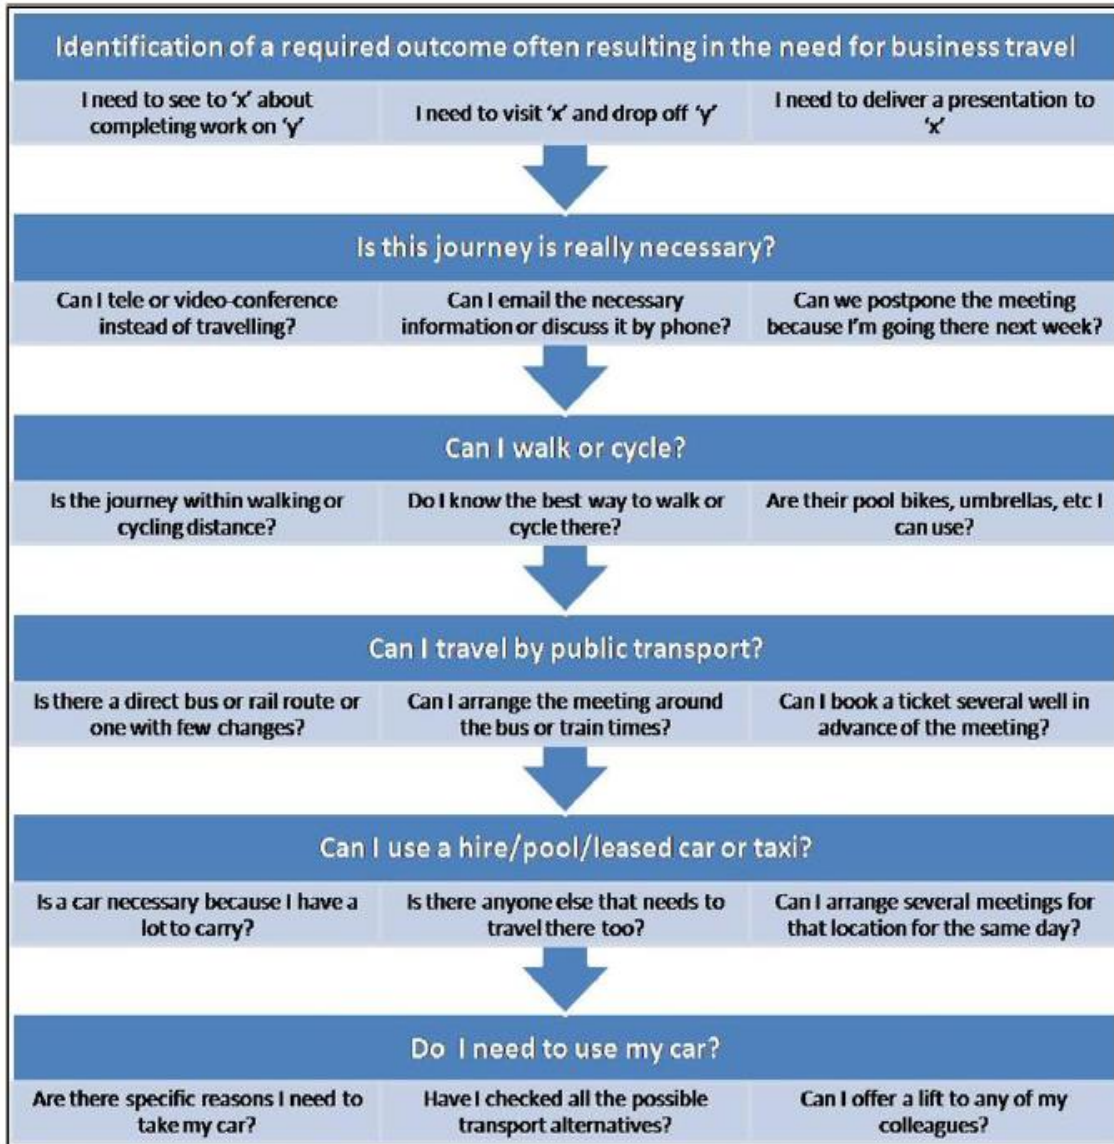 Identification of a required outcome often resulting in the need for business travel
I need to see to ‘x’ about
completing work on ‘y’
I need to visit ‘x’ and drop off ‘y’
I need to deliver a presentation to
‘x’
Is this journey is really necessary?
Can I tele or video-conference
instead of travelling?
Can I email the necessary
information or discuss it by phone?
Can we postpone the meeting
because I’m going there next week?
Can I walk or cycle?
Is the journey within walking or
cycling distance?
Do I know the best way to walk or
cycle there?
Are their pool bikes, umbrellas, etc I
can use?
Can I travel by public transport?
Is there a direct bus or rail route or
one with few changes?
Can I arrange the meeting around
the bus or train times?
Can I book a ticket several well in
advance of the meeting?
Can I use a hire/pool/leased car or taxi?
Is a car necessary because I have a
lot to carry?
Is there anyone else that needs to
travel there too?
Can I arrange several meetings for
that location for the same day?
Do I need to use my car?
Are there specific reasons I need to
take my car?
Have I checked all the possible
transport alternatives?
Can I offer a lift to any of my
colleagues?